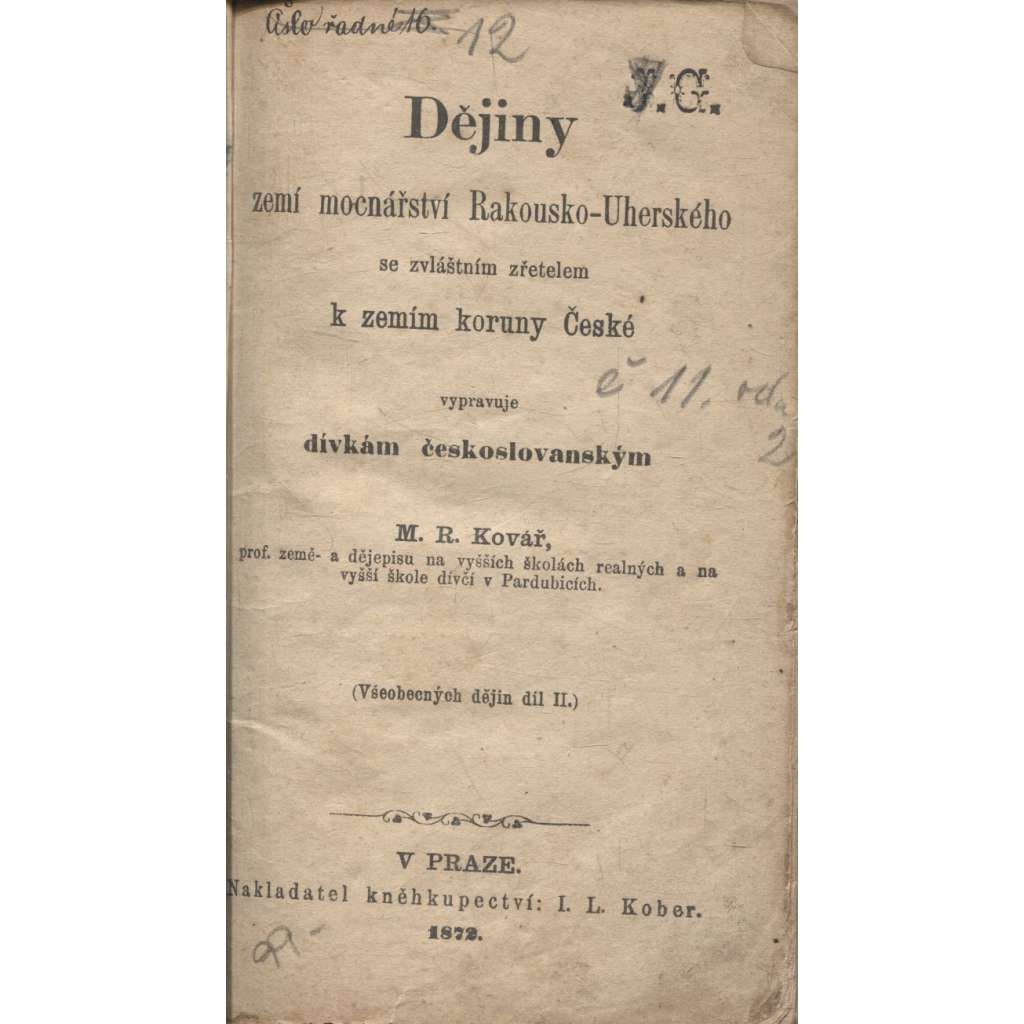 Číslo řadné 16.
12
J.G.
Dějiny
zemí mocnářství Rakousko-Uherského
se zvláštním zřetelem
k zemím koruny České
č 11.
2
vypravuje
dívkám českoslovanským
M. R. Kovář,
prof. země- a dějepisu na vyšších školách realných a na
vyšší škole dívčí v Pardubicích.
(Všeobecných dějin díl II.)
V PRAZE.
Nakladatel kněhkupectví: I. L. Kober.
1872.